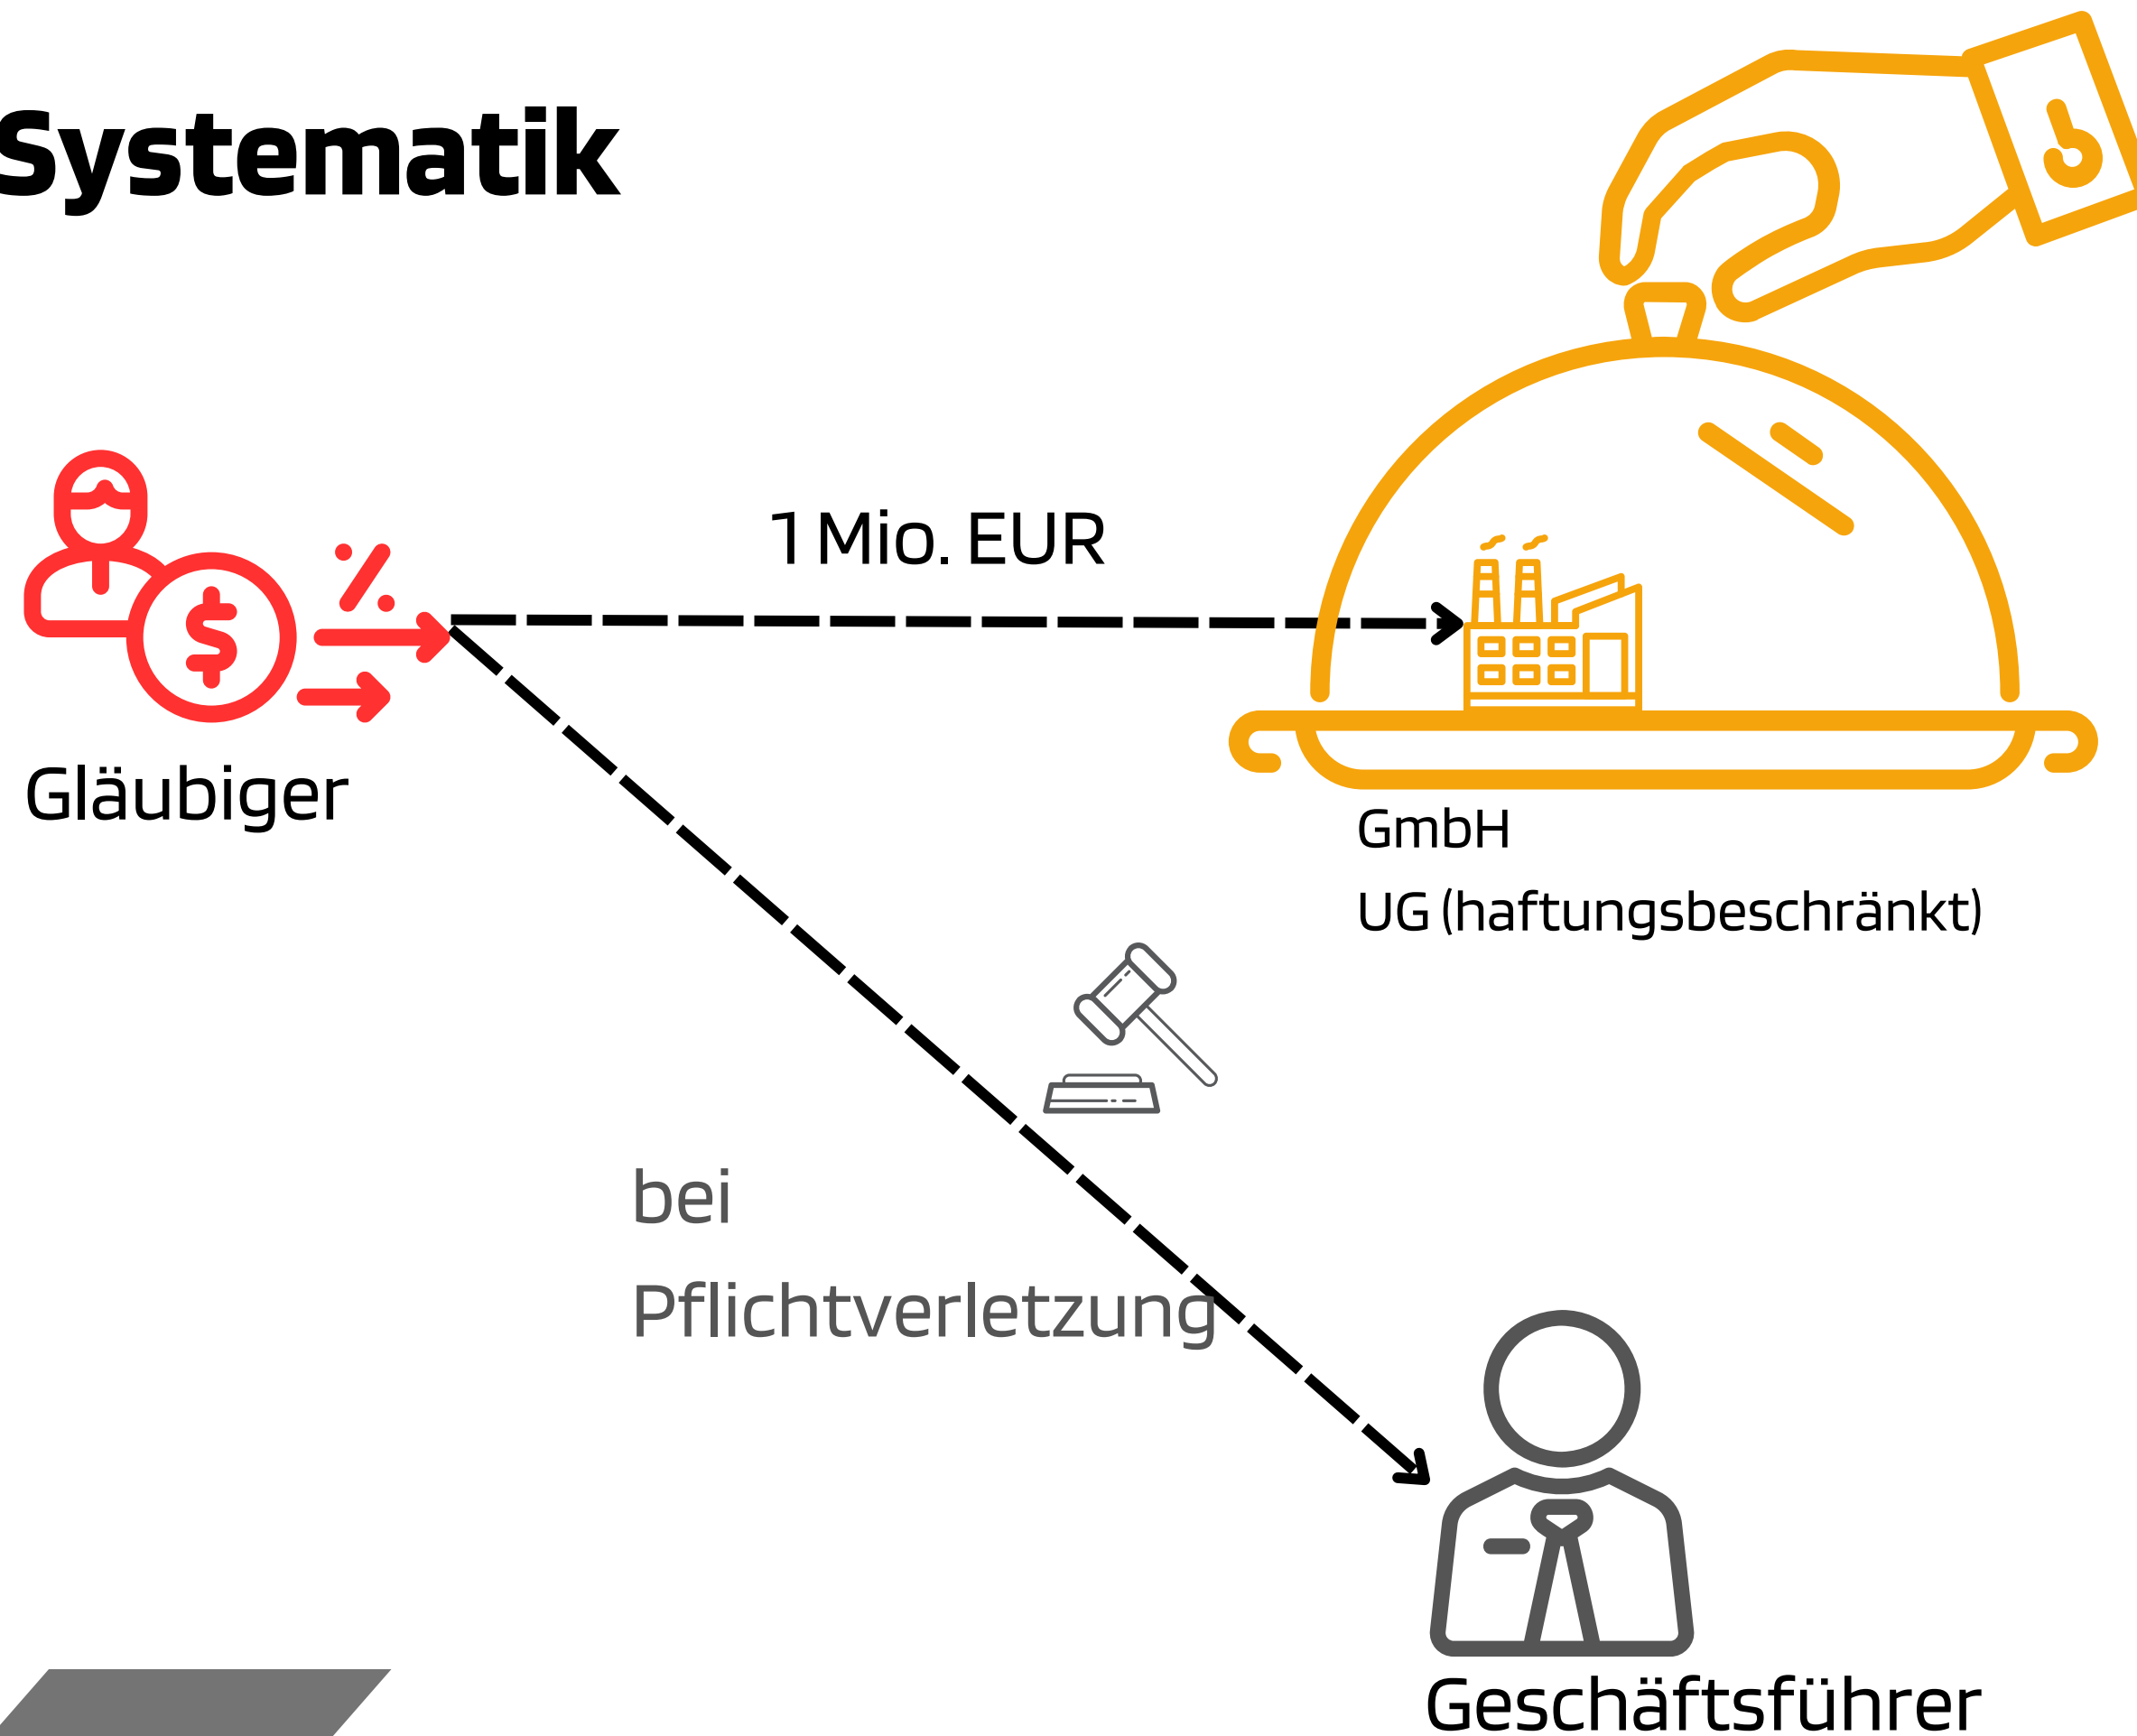 Systematik
1 Mio. EUR
Gläubiger
GmbH
UG (haftungsbeschränkt)
bei
Pflichtverletzung
Geschäftsführer